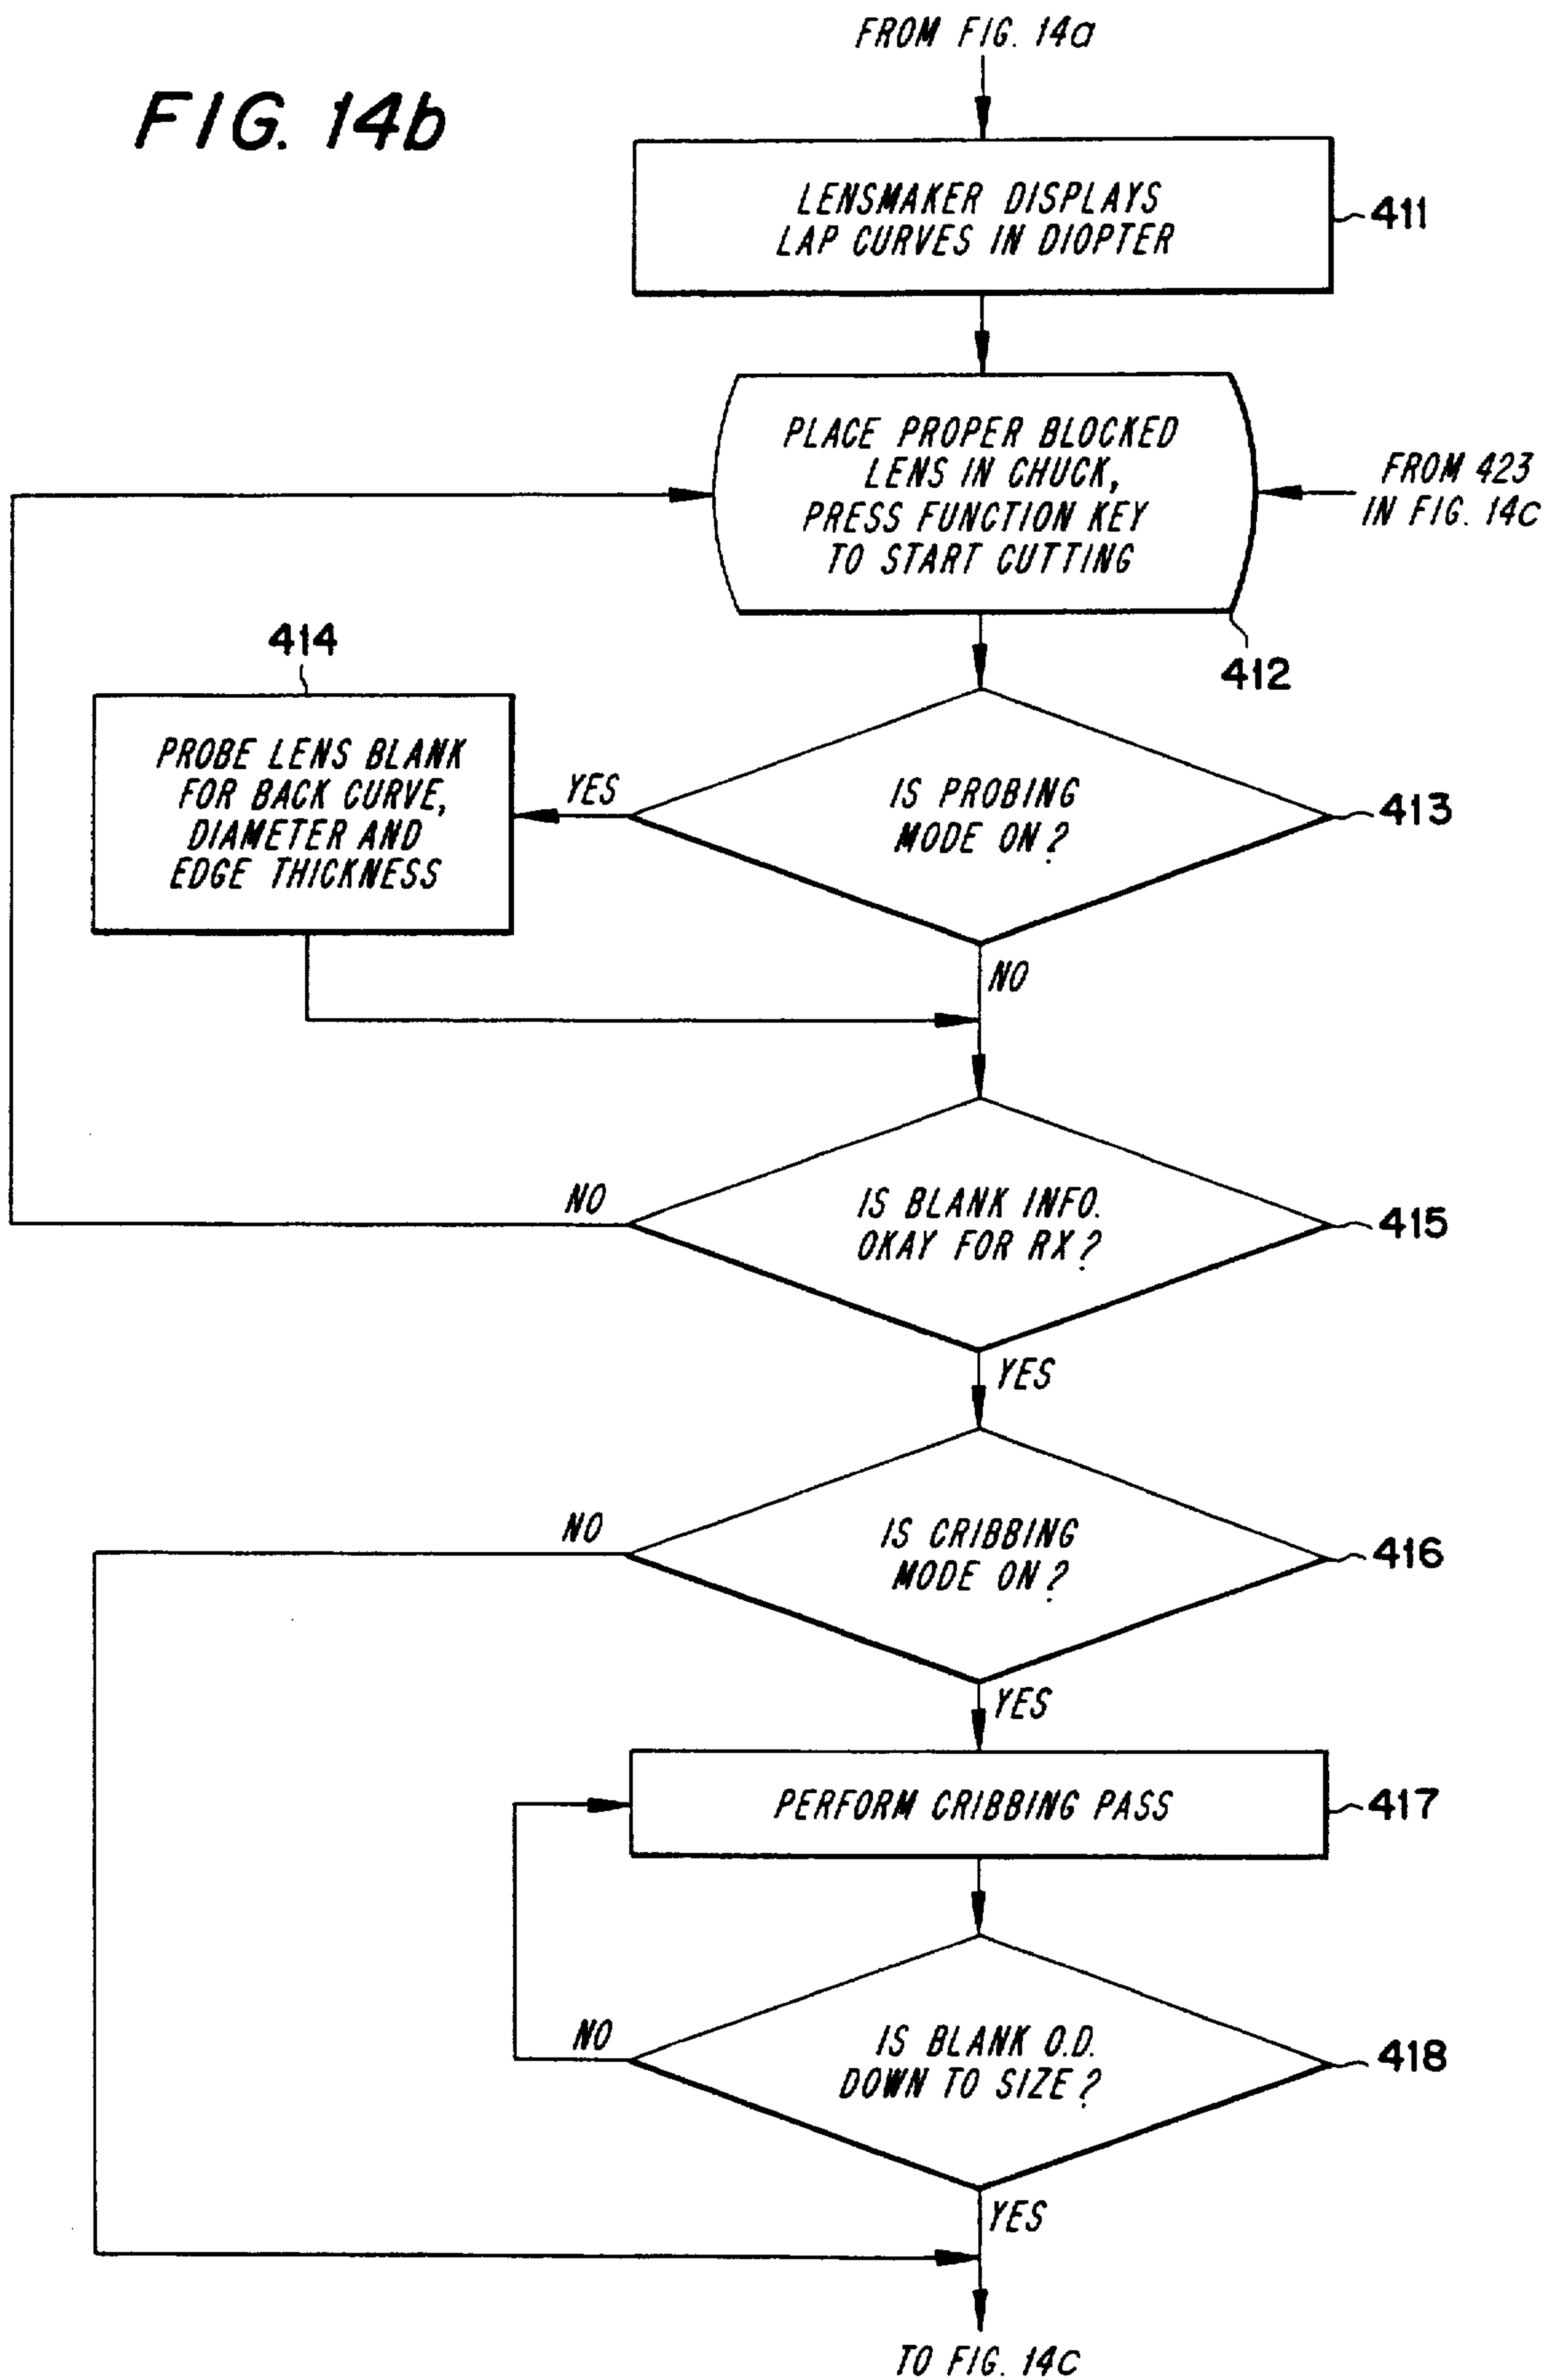 FROM FIG. 14a
FIG. 14b
LENSMAKER DISPLAYS
LAP CURVES IN DIOPTER
411
PLACE PROPER BLOCKED
LENS IN CHUCK,
PRESS FUNCTION KEY
TO START CUTTING
FROM 423
IN FIG. 14c
412
414
PROBE LENS BLANK
FOR BACK CURVE,
DIAMETER AND
EDGE THICKNESS
YES
IS PROBING
MODE ON?
413
NO
NO
IS BLANK INFO.
OKAY FOR RX?
415
YES
NO
IS CRIBBING
MODE ON?
416
YES
PERFORM CRIBBING PASS
417
NO
IS BLANK O.D.
DOWN TO SIZE?
418
YES
TO FIG. 14c